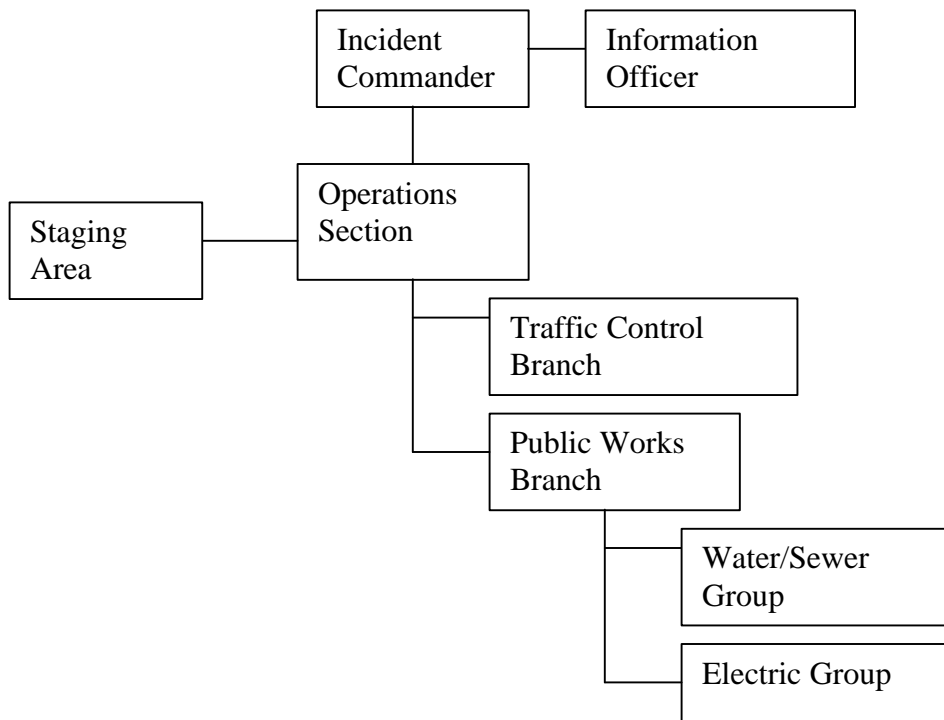 Incident
Commander
Information
Officer
Operations
Section
Staging
Area
Traffic Control
Branch
Public Works
Branch
Water/Sewer
Group
Electric Group